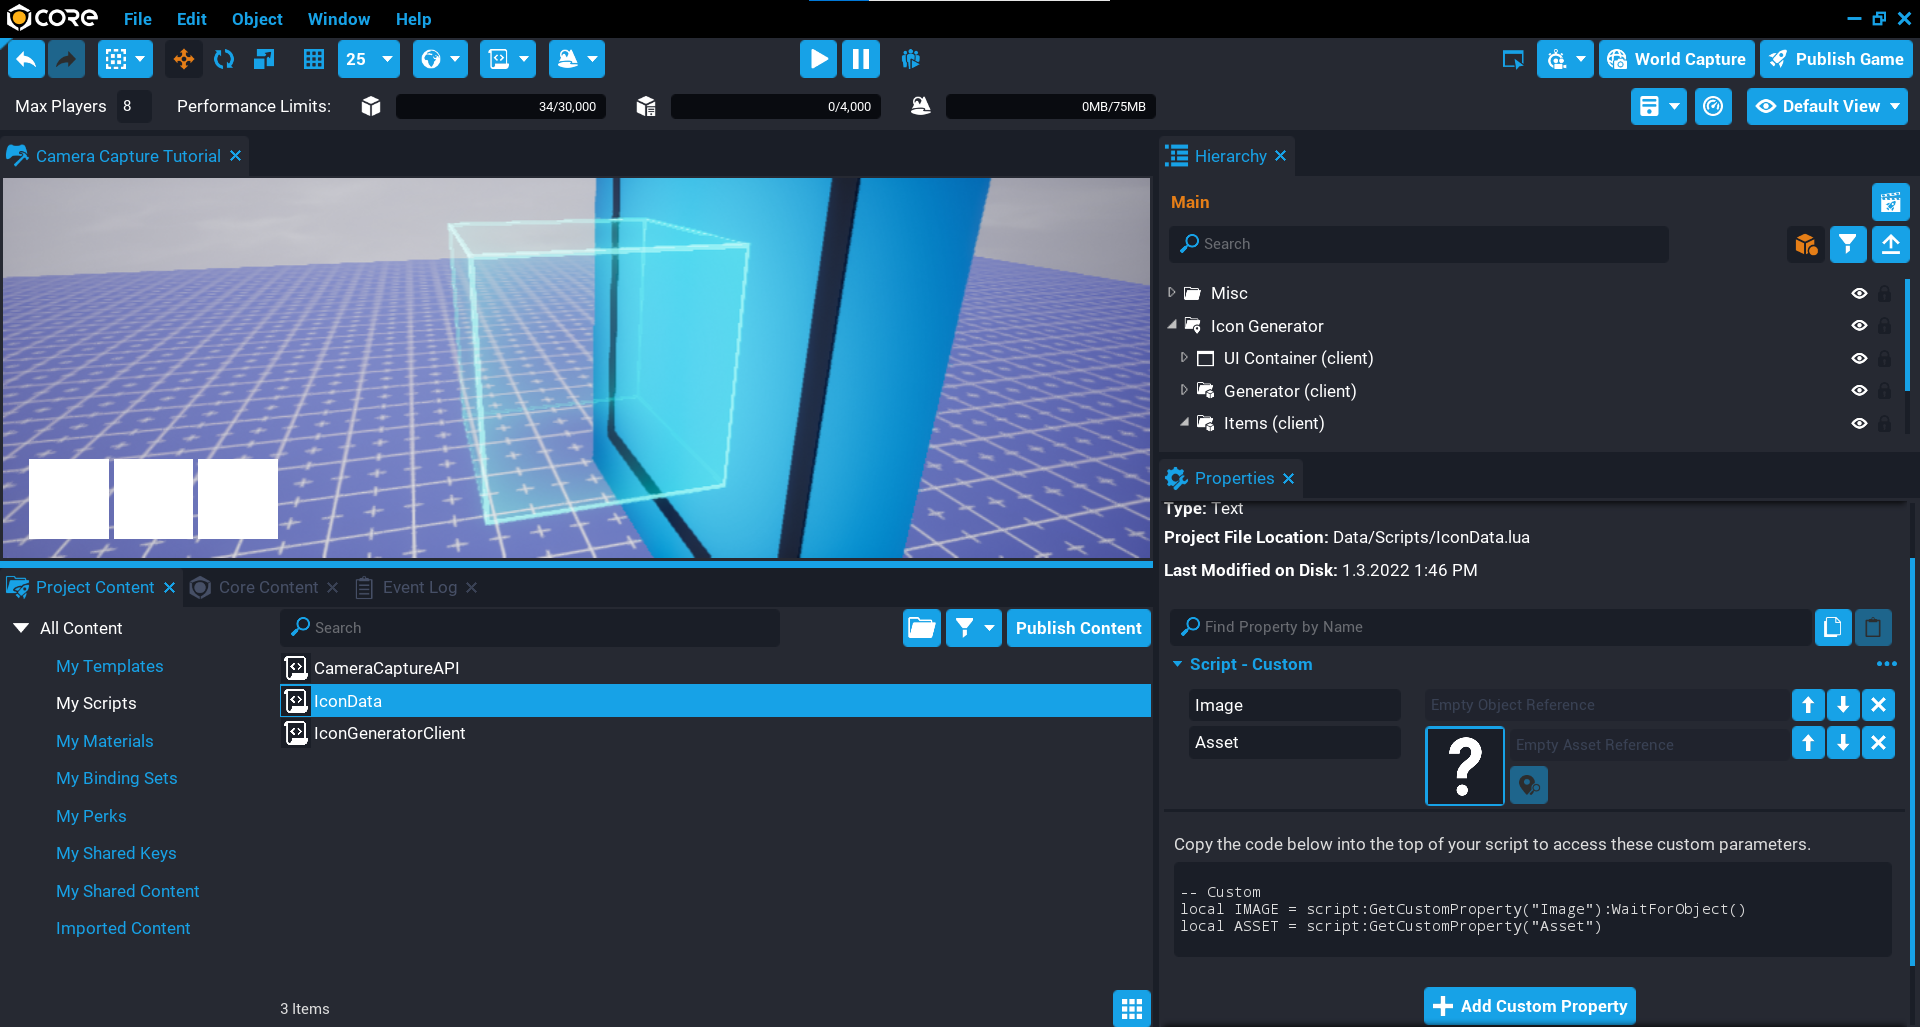 CORE File Edit Object Window Help
25 World Capture Publish Game
Max Players 8 Performance Limits: 34/30,000 0/4,000 0MB/75MB Default View
Camera Capture Tutorial
Hierarchy
Main
Search
Misc
Icon Generator
UI Container (client)
Generator (client)
Items (client)
Properties
Type: Text
Project File Location: Data/Scripts/IconData.lua
Last Modified on Disk: 1.3.2022 1:46 PM
Find Property by Name
Script - Custom
Image Empty Object Reference
Asset Empty Asset Reference
Copy the code below into the top of your script to access these custom parameters.
-- Custom
local IMAGE = script:GetCustomProperty("Image"):WaitForObject()
local ASSET = script:GetCustomProperty("Asset")
Add Custom Property
Project Content Core Content Event Log
All Content
My Templates
My Scripts
My Materials
My Binding Sets
My Perks
My Shared Keys
My Shared Content
Imported Content
Search Publish Content
CameraCaptureAPI
IconData
IconGeneratorClient
3 Items